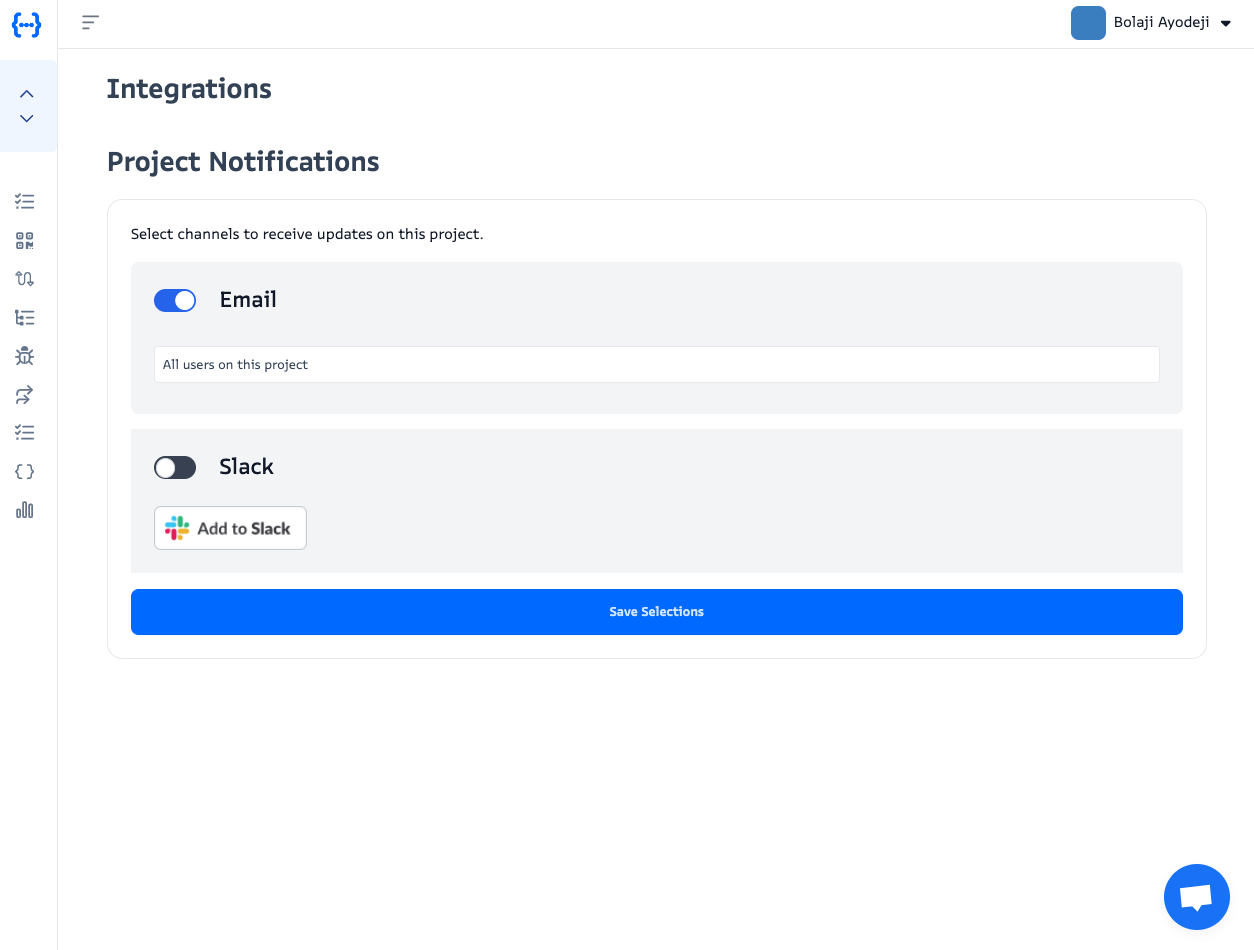 Bolaji Ayodeji
Integrations
Project Notifications
Select channels to receive updates on this project.
Email
All users on this project
Slack
Add to Slack
Save Selections